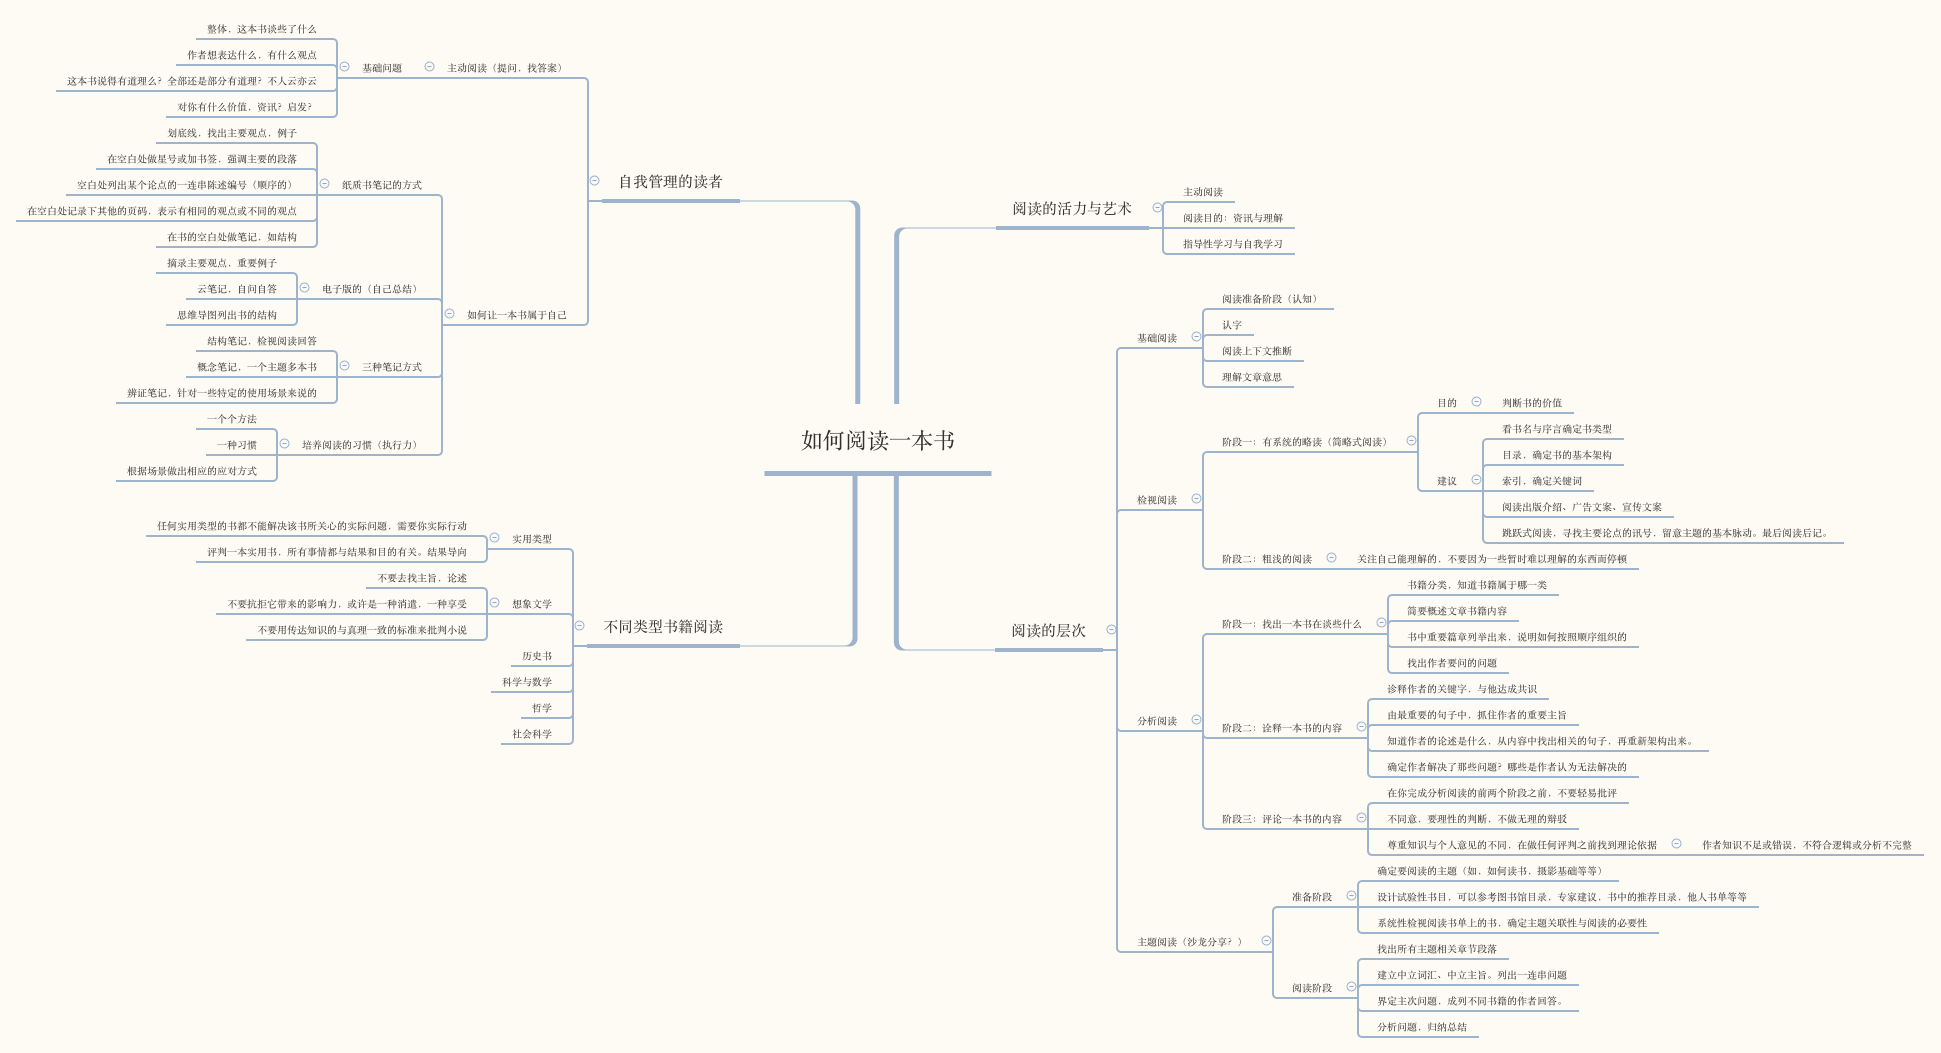 如何阅读一本书
阅读的活力与艺术
主动阅读
阅读目的：资讯与理解
指导性学习与自我学习
阅读的层次
基础阅读
阅读准备阶段（认知）
认字
阅读上下文推断
理解文章意思
检视阅读
阶段一：有系统的略读（简略式阅读）
目的
判断书的价值
建议
看书名与序言确定书类型
目录，确定书的基本架构
索引，确定关键词
阅读出版介绍、广告文案、宣传文案
跳跃式阅读，寻找主要论点的讯号，留意主题的基本脉动。最后阅读后记。
阶段二：粗浅的阅读
关注自己能理解的，不要因为一些暂时难以理解的东西而停顿
分析阅读
阶段一：找出一本书在谈些什么
书籍分类，知道书籍属于哪一类
简要概述文章书籍内容
书中重要篇章列举出来，说明如何按照顺序组织的
找出作者要问的问题
阶段二：诠释一本书的内容
诊释作者的关键字，与他达成共识
由最重要的句子中，抓住作者的重要主旨
知道作者的论述是什么，从内容中找出相关的句子，再重新架构出来。
确定作者解决了那些问题？哪些是作者认为无法解决的
阶段三：评论一本书的内容
在你完成分析阅读的前两个阶段之前，不要轻易批评
不同意，要理性的判断，不做无理的辩驳
尊重知识与个人意见的不同，在做任何评判之前找到理论依据
作者知识不足或错误，不符合逻辑或分析不完整
主题阅读（沙龙分享？）
准备阶段
确定要阅读的主题（如，如何读书，摄影基础等等）
设计试验性书目，可以参考图书馆目录，专家建议，书中的推荐目录，他人书单等等
系统性检视阅读书单上的书，确定主题关联性与阅读的必要性
阅读阶段
找出所有主题相关章节段落
建立中立词汇、中立主旨。列出一连串问题
界定主次问题，成列不同书籍的作者回答。
分析问题，归纳总结
自我管理的读者
主动阅读（提问，找答案）
基础问题
整体，这本书谈些了什么
作者想表达什么，有什么观点
这本书说得有道理么？全部还是部分有道理？不人云亦云
对你有什么价值，资讯？启发？
如何让一本书属于自己
纸质书笔记的方式
划底线，找出主要观点，例子
在空白处做星号或加书签，强调主要的段落
空白处列出某个论点的一连串陈述编号（顺序的）
在空白处记录下其他的页码，表示有相同的观点或不同的观点
在书的空白处做笔记，如结构
电子版的（自己总结）
摘录主要观点，重要例子
云笔记，自问自答
思维导图列出书的结构
三种笔记方式
结构笔记，检视阅读回答
概念笔记，一个主题多本书
辨证笔记，针对一些特定的使用场景来说的
培养阅读的习惯（执行力）
一个个方法
一种习惯
根据场景做出相应的应对方式
不同类型书籍阅读
实用类型
任何实用类型的书都不能解决该书所关心的实际问题，需要你实际行动
评判一本实用书，所有事情都与结果和目的有关。结果导向
想象文学
不要去找主旨，论述
不要抗拒它带来的影响力，或许是一种消遣，一种享受
不要用传达知识的与真理一致的标准来批判小说
历史书
科学与数学
哲学
社会科学